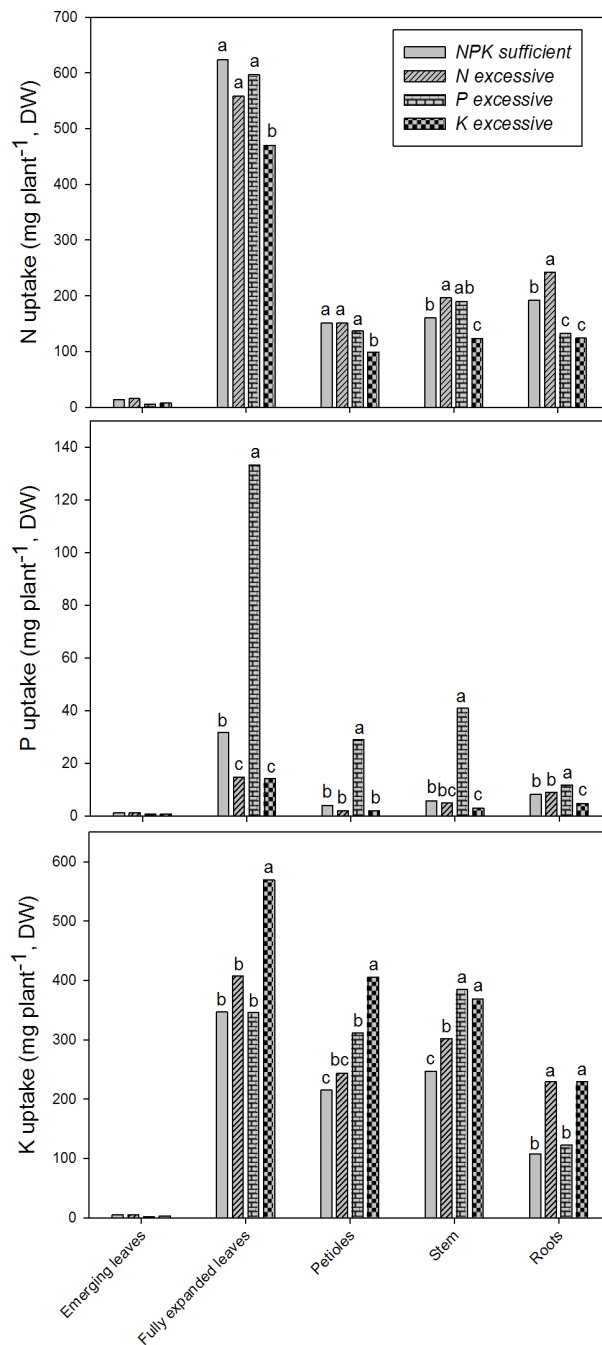 N uptake (mg plant⁻¹, DW)
700
600
500
400
300
200
100
0
NPK sufficient
N excessive
P excessive
K excessive
a
a
a
b
a a
a
b
b
a
ab
c
b
a
c
c
P uptake (mg plant⁻¹, DW)
140
120
100
80
60
40
20
0
b
c
a
c
b
b
a
b
b
bc
a
c
b
b
a
c
K uptake (mg plant⁻¹, DW)
600
500
400
300
200
100
0
b
b
b
a
c
bc
b
a
c
b
a
a
b
a
b
a
Emerging leaves
Fully expanded leaves
Petioles
Stem
Roots